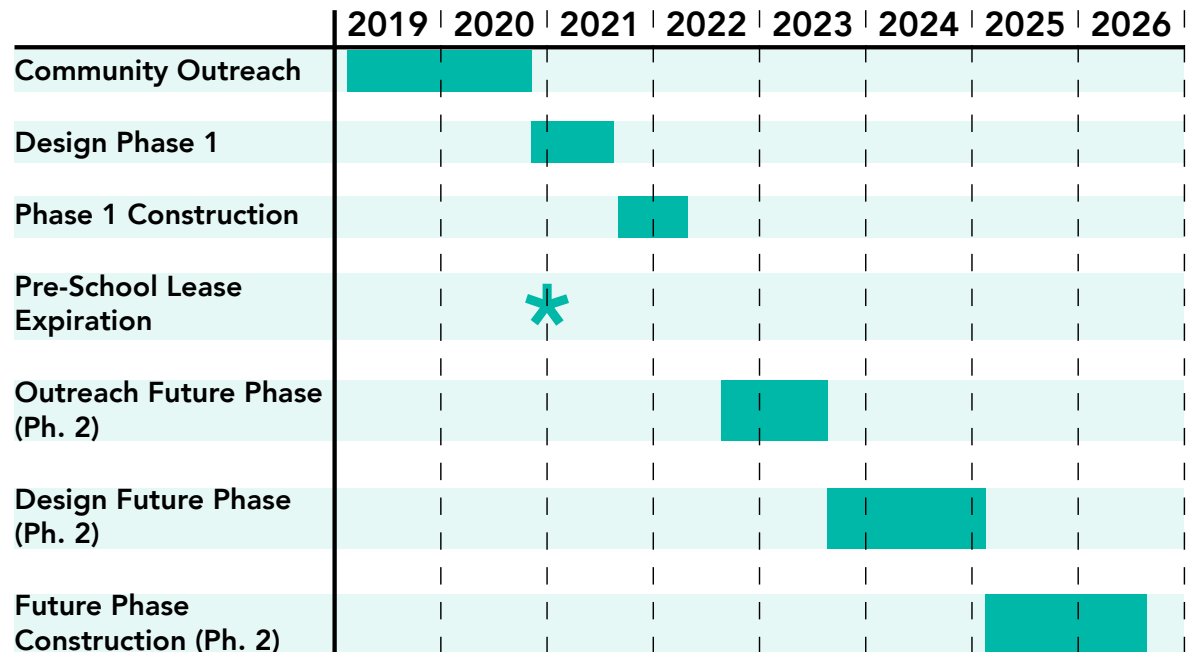 2019 2020 2021 2022 2023 2024 2025 2026
Community Outreach
Design Phase 1
Phase 1 Construction
Pre-School Lease
Expiration
*
Outreach Future Phase
(Ph. 2)
Design Future Phase
(Ph. 2)
Future Phase
Construction (Ph. 2)